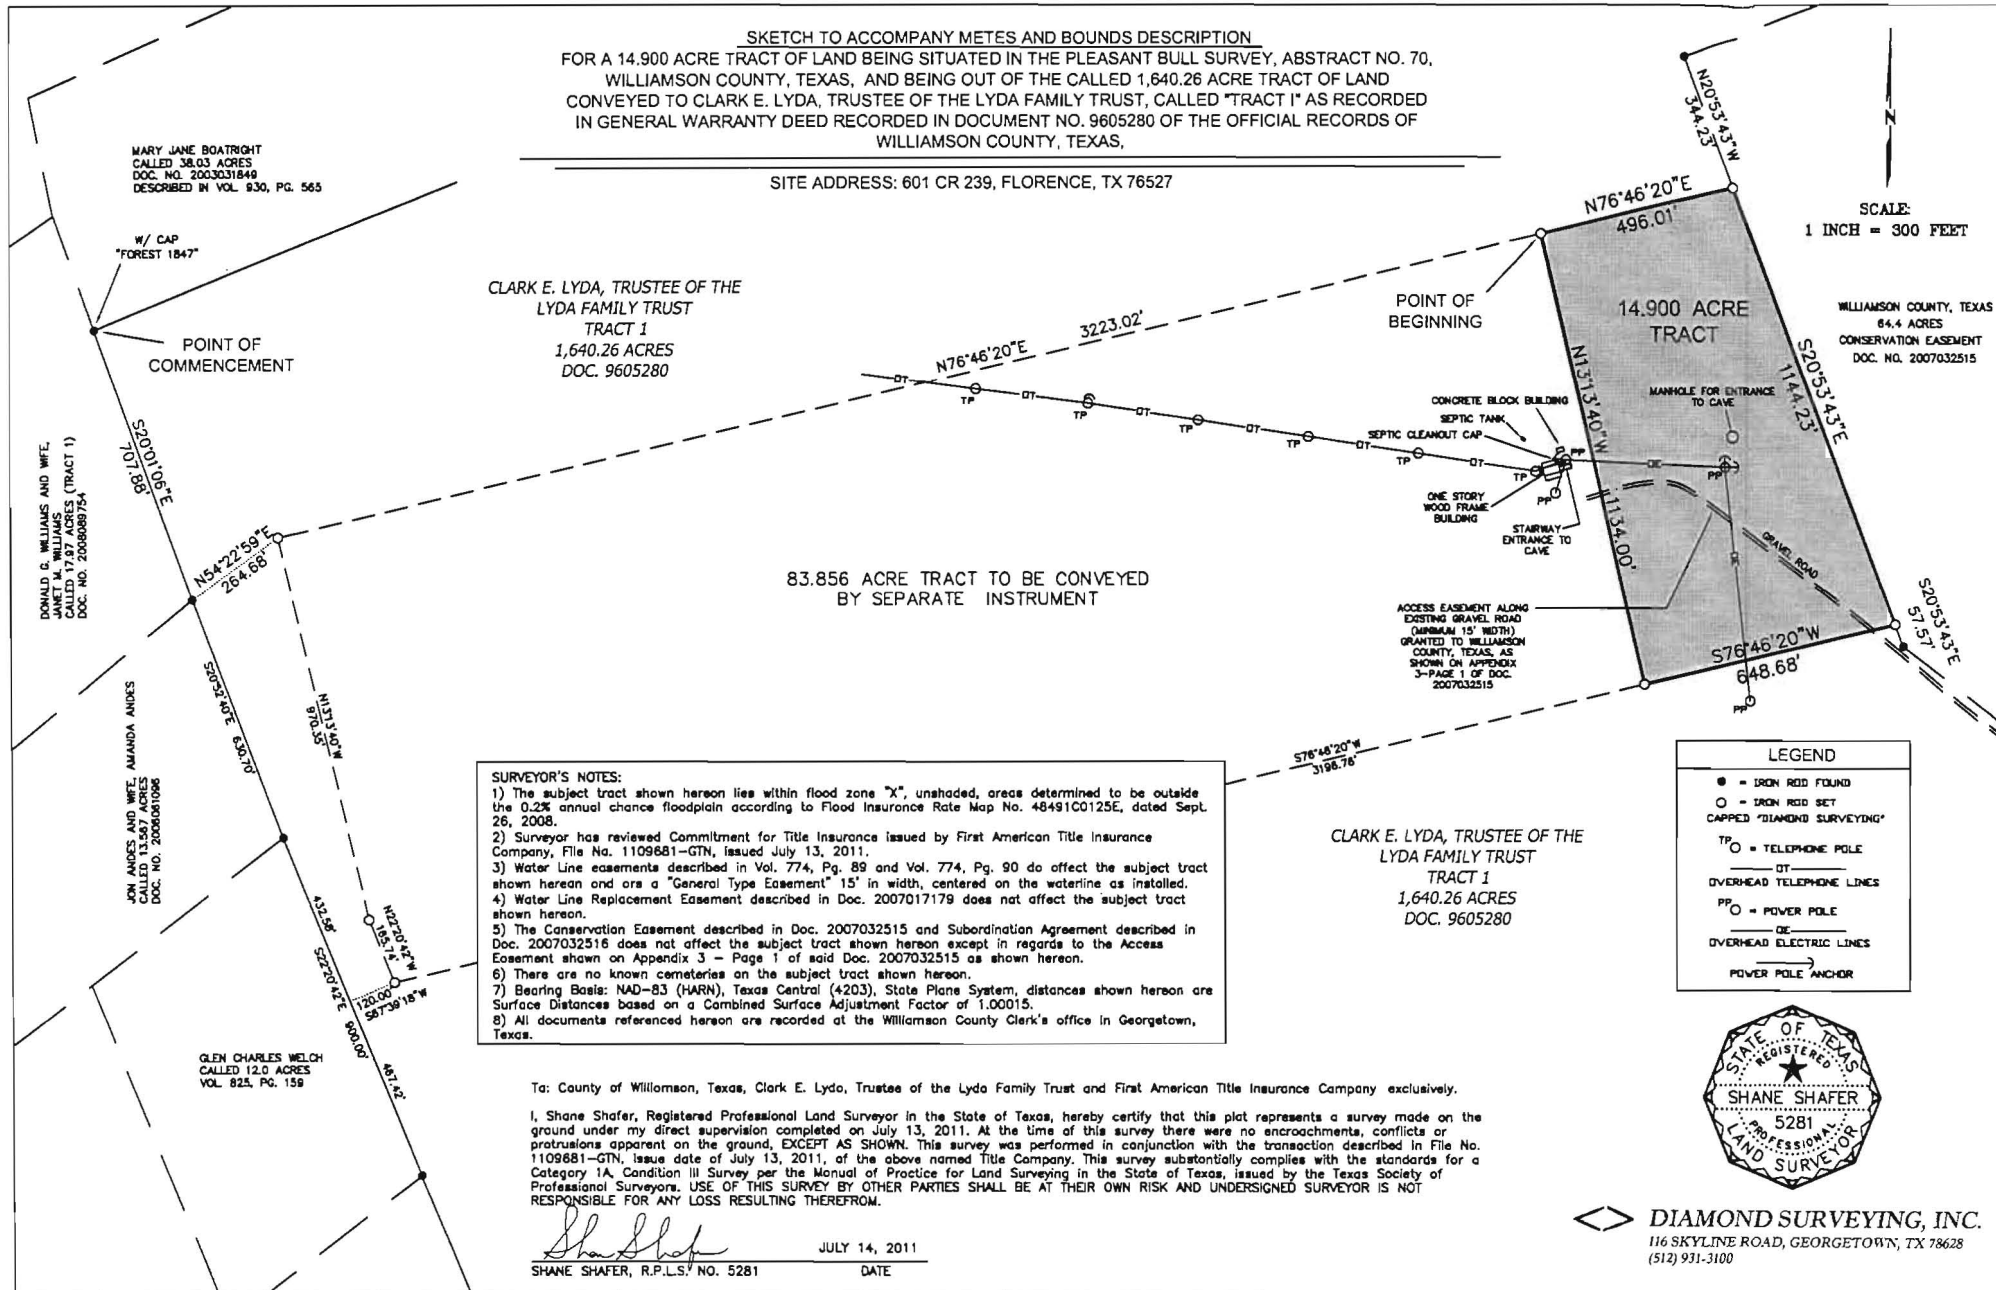 SKETCH TO ACCOMPANY METES AND BOUNDS DESCRIPTION
FOR A 14.900 ACRE TRACT OF LAND BEING SITUATED IN THE PLEASANT BULL SURVEY, ABSTRACT NO. 70,
WILLIAMSON COUNTY, TEXAS, AND BEING OUT OF THE CALLED 1,640.26 ACRE TRACT OF LAND
CONVEYED TO CLARK E. LYDA, TRUSTEE OF THE LYDA FAMILY TRUST, CALLED "TRACT I" AS RECORDED
IN GENERAL WARRANTY DEED RECORDED IN DOCUMENT NO. 9605280 OF THE OFFICIAL RECORDS OF
WILLIAMSON COUNTY, TEXAS,
SITE ADDRESS: 601 CR 239, FLORENCE, TX 76527
MARY JANE BOATRIGHT
CALLED 38.03 ACRES
DOC. NO. 2003031849
DESCRIBED IN VOL. 930, PG. 565
W/ CAP
"FOREST 1847"
POINT OF
COMMENCEMENT
CLARK E. LYDA, TRUSTEE OF THE
LYDA FAMILY TRUST
TRACT 1
1,640.26 ACRES
DOC. 9605280
N76°46'20"E
3223.02'
N20°53'43"W
344.23'
N
SCALE:
1 INCH = 300 FEET
N76°46'20"E
496.01'
POINT OF
BEGINNING
14.900 ACRE
TRACT
WILLIAMSON COUNTY, TEXAS
64.4 ACRES
CONSERVATION EASEMENT
DOC. NO. 2007032515
N13°13'40"W
1134.00'
S20°53'43"E
1144.23'
MANHOLE FOR ENTRANCE
TO CAVE
CONCRETE BLOCK BUILDING
SEPTIC TANK
SEPTIC CLEANOUT CAP
OT
TP
OT
TP
OT
TP
OT
TP
OT
TP
OT
TP
PP
OE
PP
PP
OE
ONE STORY
WOOD FRAME
BUILDING
STAIRWAY
ENTRANCE TO
CAVE
GRAVEL ROAD
ACCESS EASEMENT ALONG
EXISTING GRAVEL ROAD
(MINIMUM 15' WIDTH)
GRANTED TO WILLIAMSON
COUNTY, TEXAS, AS
SHOWN ON APPENDIX
3-PAGE 1 OF DOC.
2007032515
S76°46'20"W
648.68'
PP
S20°53'43"E
57.57'
DONALD G. WILLIAMS AND WIFE,
JANET M. WILLIAMS
CALLED 17.97 ACRES (TRACT 1)
DOC. NO. 2008089754
S20°01'06"E
707.88'
N54°22'59"E
264.68'
83.856 ACRE TRACT TO BE CONVEYED
BY SEPARATE INSTRUMENT
S20°52'40"E 630.70'
N13°13'40"W
970.35'
JON ANDES AND WIFE, AMANDA ANDES
CALLED 13.587 ACRES
DOC. NO. 2006061096
S76°46'20"W
3198.78'
432.58'
S22°20'42"E 900.00'
467.42'
N22°20'42"W
165.74'
120.00'
S67°39'18"W
GLEN CHARLES WELCH
CALLED 12.0 ACRES
VOL. 825, PG. 159
SURVEYOR'S NOTES:
1) The subject tract shown hereon lies within flood zone "X", unshaded, areas determined to be outside
the 0.2% annual chance floodplain according to Flood Insurance Rate Map No. 48491C0125E, dated Sept.
26, 2008.
2) Surveyor has reviewed Commitment for Title Insurance issued by First American Title Insurance
Company, File No. 1109681-GTN, issued July 13, 2011.
3) Water Line easements described in Vol. 774, Pg. 89 and Vol. 774, Pg. 90 do affect the subject tract
shown hereon and are a "General Type Easement" 15' in width, centered on the waterline as installed.
4) Water Line Replacement Easement described in Doc. 2007017179 does not affect the subject tract
shown hereon.
5) The Conservation Easement described in Doc. 2007032515 and Subordination Agreement described in
Doc. 2007032516 does not affect the subject tract shown hereon except in regards to the Access
Easement shown on Appendix 3 - Page 1 of said Doc. 2007032515 as shown hereon.
6) There are no known cemeteries on the subject tract shown hereon.
7) Bearing Basis: NAD-83 (HARN), Texas Central (4203), State Plane System, distances shown hereon are
Surface Distances based on a Combined Surface Adjustment Factor of 1.00015.
8) All documents referenced hereon are recorded at the Williamson County Clerk's office in Georgetown,
Texas.
CLARK E. LYDA, TRUSTEE OF THE
LYDA FAMILY TRUST
TRACT 1
1,640.26 ACRES
DOC. 9605280
LEGEND
= IRON ROD FOUND
= IRON ROD SET
CAPPED "DIAMOND SURVEYING"
TP = TELEPHONE POLE
OT
OVERHEAD TELEPHONE LINES
PP = POWER POLE
OE
OVERHEAD ELECTRIC LINES
POWER POLE ANCHOR
To: County of Williamson, Texas, Clark E. Lyda, Trustee of the Lyda Family Trust and First American Title Insurance Company exclusively.
I, Shane Shafer, Registered Professional Land Surveyor in the State of Texas, hereby certify that this plat represents a survey made on the
ground under my direct supervision completed on July 13, 2011. At the time of this survey there were no encroachments, conflicts or
protrusions apparent on the ground, EXCEPT AS SHOWN. This survey was performed in conjunction with the transaction described in File No.
1109681-GTN, issue date of July 13, 2011, of the above named Title Company. This survey substantially complies with the standards for a
Category 1A, Condition III Survey per the Manual of Practice for Land Surveying in the State of Texas, issued by the Texas Society of
Professional Surveyors. USE OF THIS SURVEY BY OTHER PARTIES SHALL BE AT THEIR OWN RISK AND UNDERSIGNED SURVEYOR IS NOT
RESPONSIBLE FOR ANY LOSS RESULTING THEREFROM.
Shane Shafer
JULY 14, 2011
SHANE SHAFER, R.P.L.S. NO. 5281
DATE
STATE OF TEXAS
REGISTERED
SHANE SHAFER
5281
PROFESSIONAL
LAND SURVEYOR
DIAMOND SURVEYING, INC.
116 SKYLINE ROAD, GEORGETOWN, TX 78628
(512) 931-3100